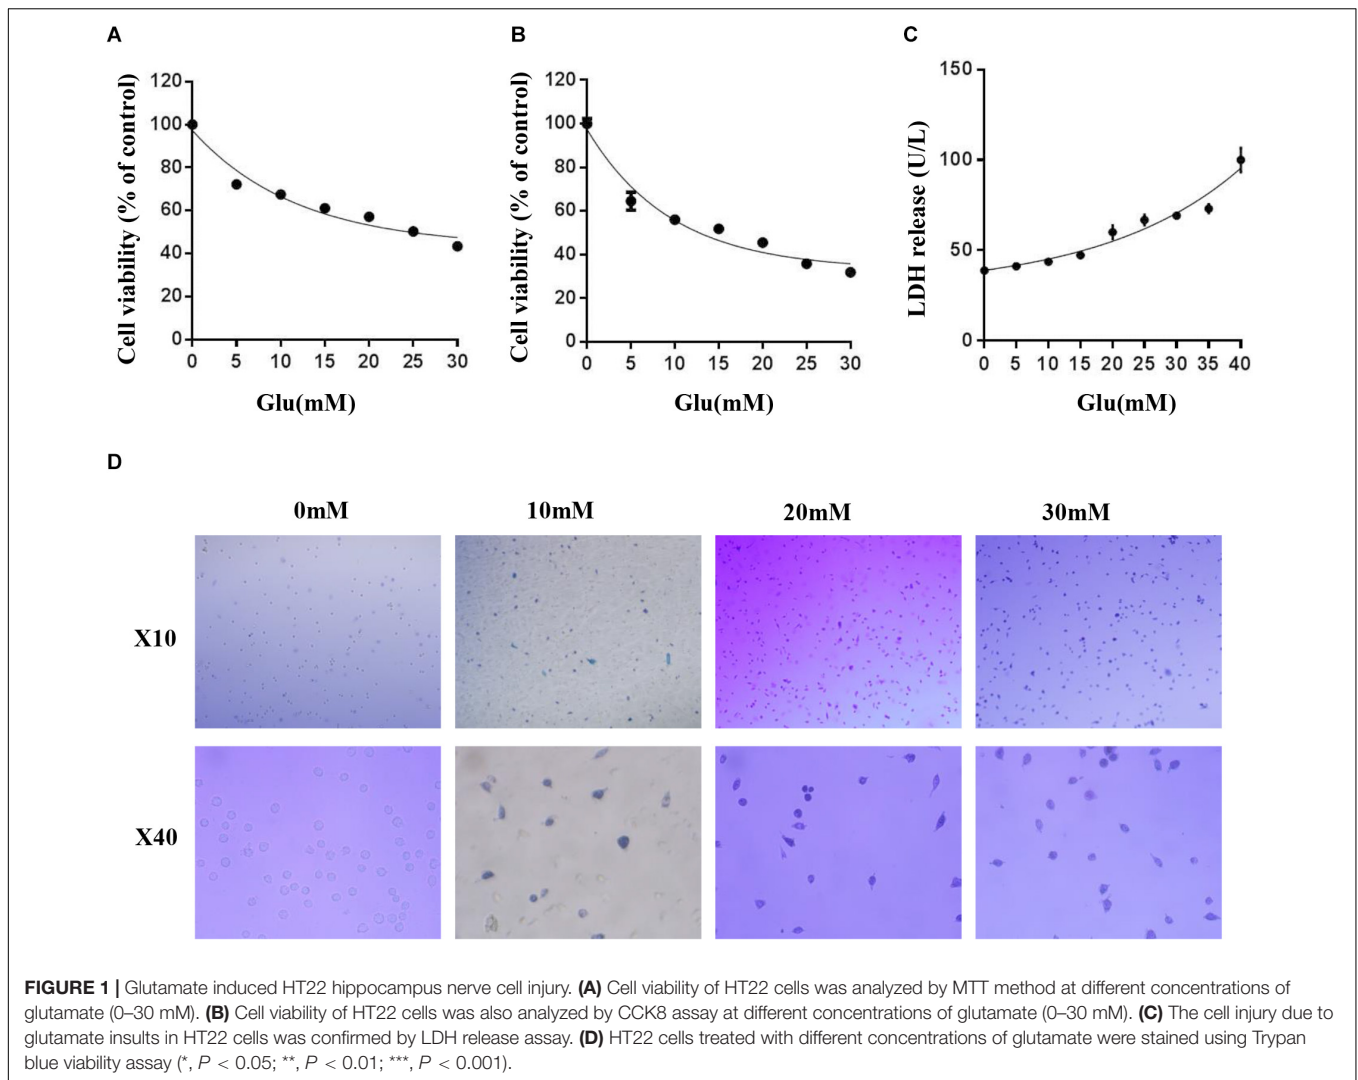 A
B
C
Cell viability (% of control)
120
100
80
60
40
20
0
0 5 10 15 20 25 30
Glu(mM)
Cell viability (% of control)
120
100
80
60
40
20
0
0 5 10 15 20 25 30
Glu(mM)
LDH release (U/L)
150
100
50
0
0 5 10 15 20 25 30 35 40
Glu(mM)
D
0mM 10mM 20mM 30mM
X10
X40
FIGURE 1 | Glutamate induced HT22 hippocampus nerve cell injury. (A) Cell viability of HT22 cells was analyzed by MTT method at different concentrations of
glutamate (0–30 mM). (B) Cell viability of HT22 cells was also analyzed by CCK8 assay at different concentrations of glutamate (0–30 mM). (C) The cell injury due to
glutamate insults in HT22 cells was confirmed by LDH release assay. (D) HT22 cells treated with different concentrations of glutamate were stained using Trypan
blue viability assay (*, P < 0.05; **, P < 0.01; ***, P < 0.001).